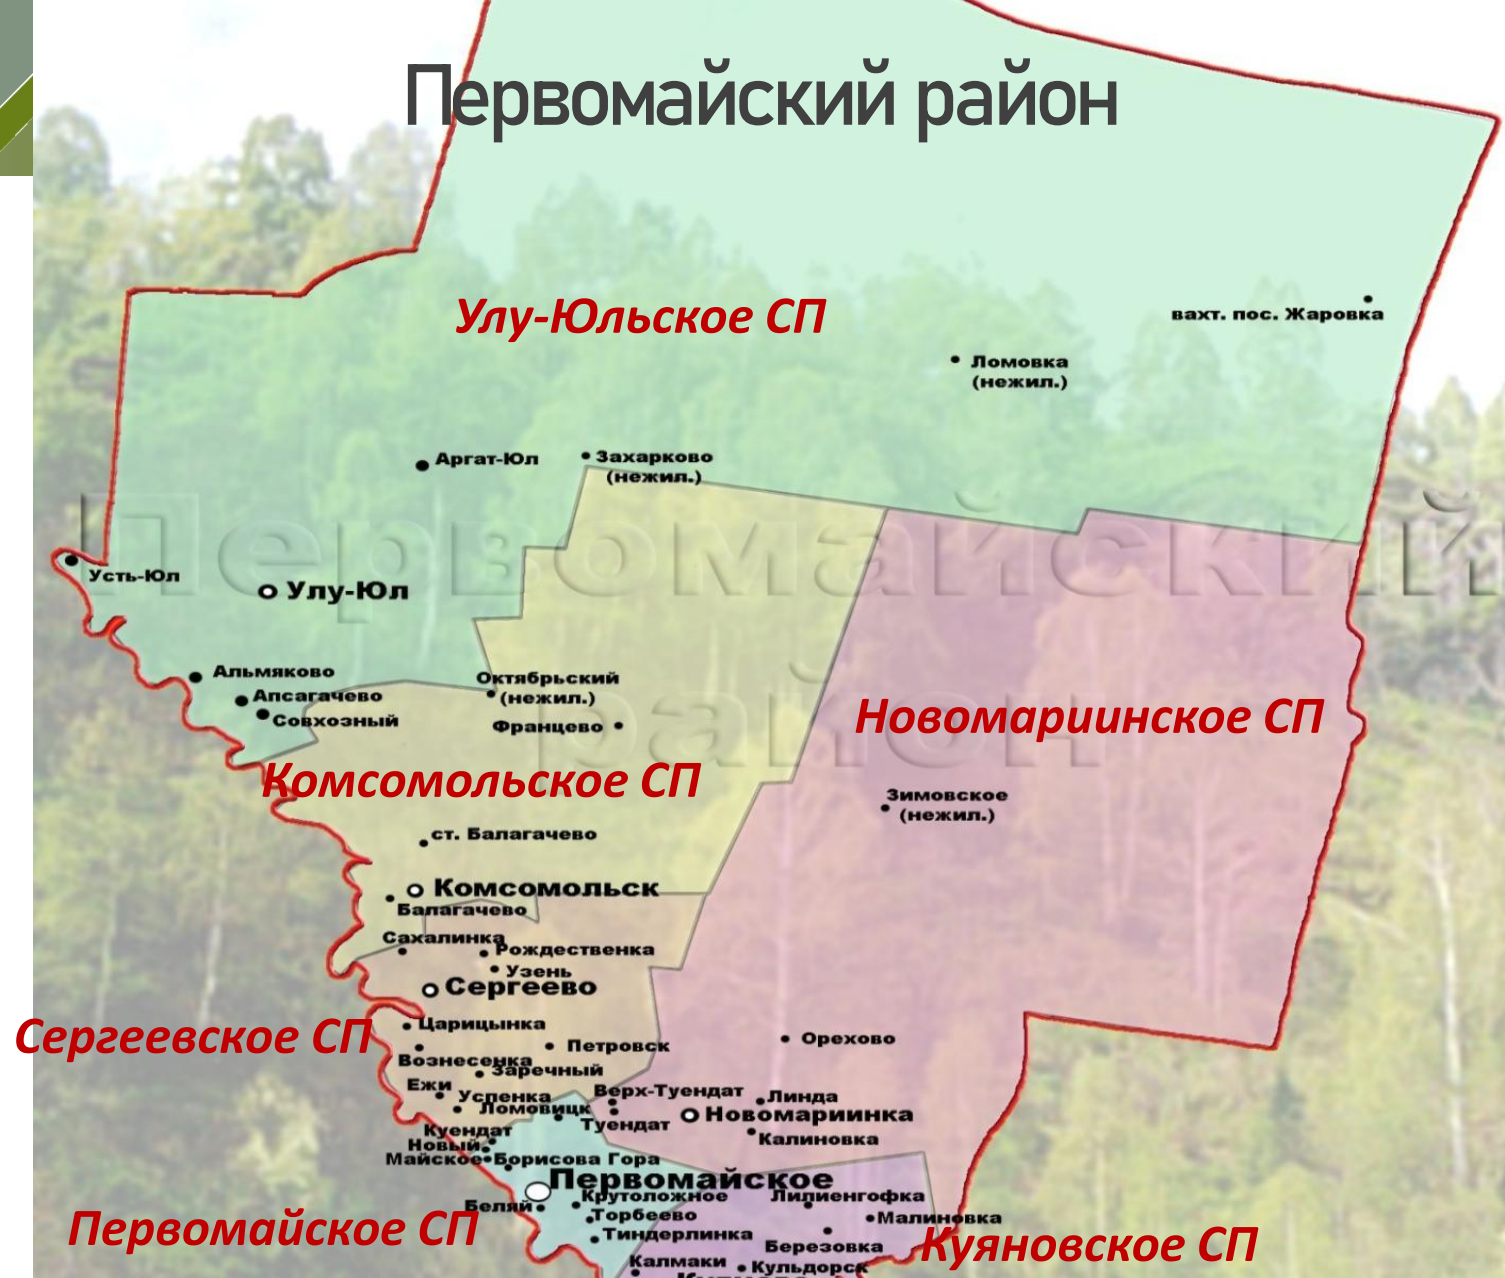 Первомайский район
Улу-Юльское СП
вахт. пос. Жаровка
Ломовка
(нежил.)
Аргат-Юл
Захарково
(нежил.)
Первомайский
район
Усть-Юл
Улу-Юл
Альмяково
Апсагачево
Совхозный
Октябрьский
(нежил.)
Францево
Новомариинское СП
Комсомольское СП
Зимовское
(нежил.)
ст. Балагачево
Комсомольск
Балагачево
Сахалинка
Рождественка
Узень
Сергеево
Царицынка
Сергеевское СП
Вознесенка
Петровск
Заречный
Орехово
Ежи
Успенка
Ломовицк
Верх-Туендат
Линда
Новомариинка
Туендат
Калиновка
Куендат
Новый
Майское
Борисова Гора
Первомайское
Беляй
Крутоложное
Лилиенгофка
Торбеево
Малиновка
Тиндерлинка
Березовка
Первомайское СП
Куяновское СП
Калмаки
Кульдорск